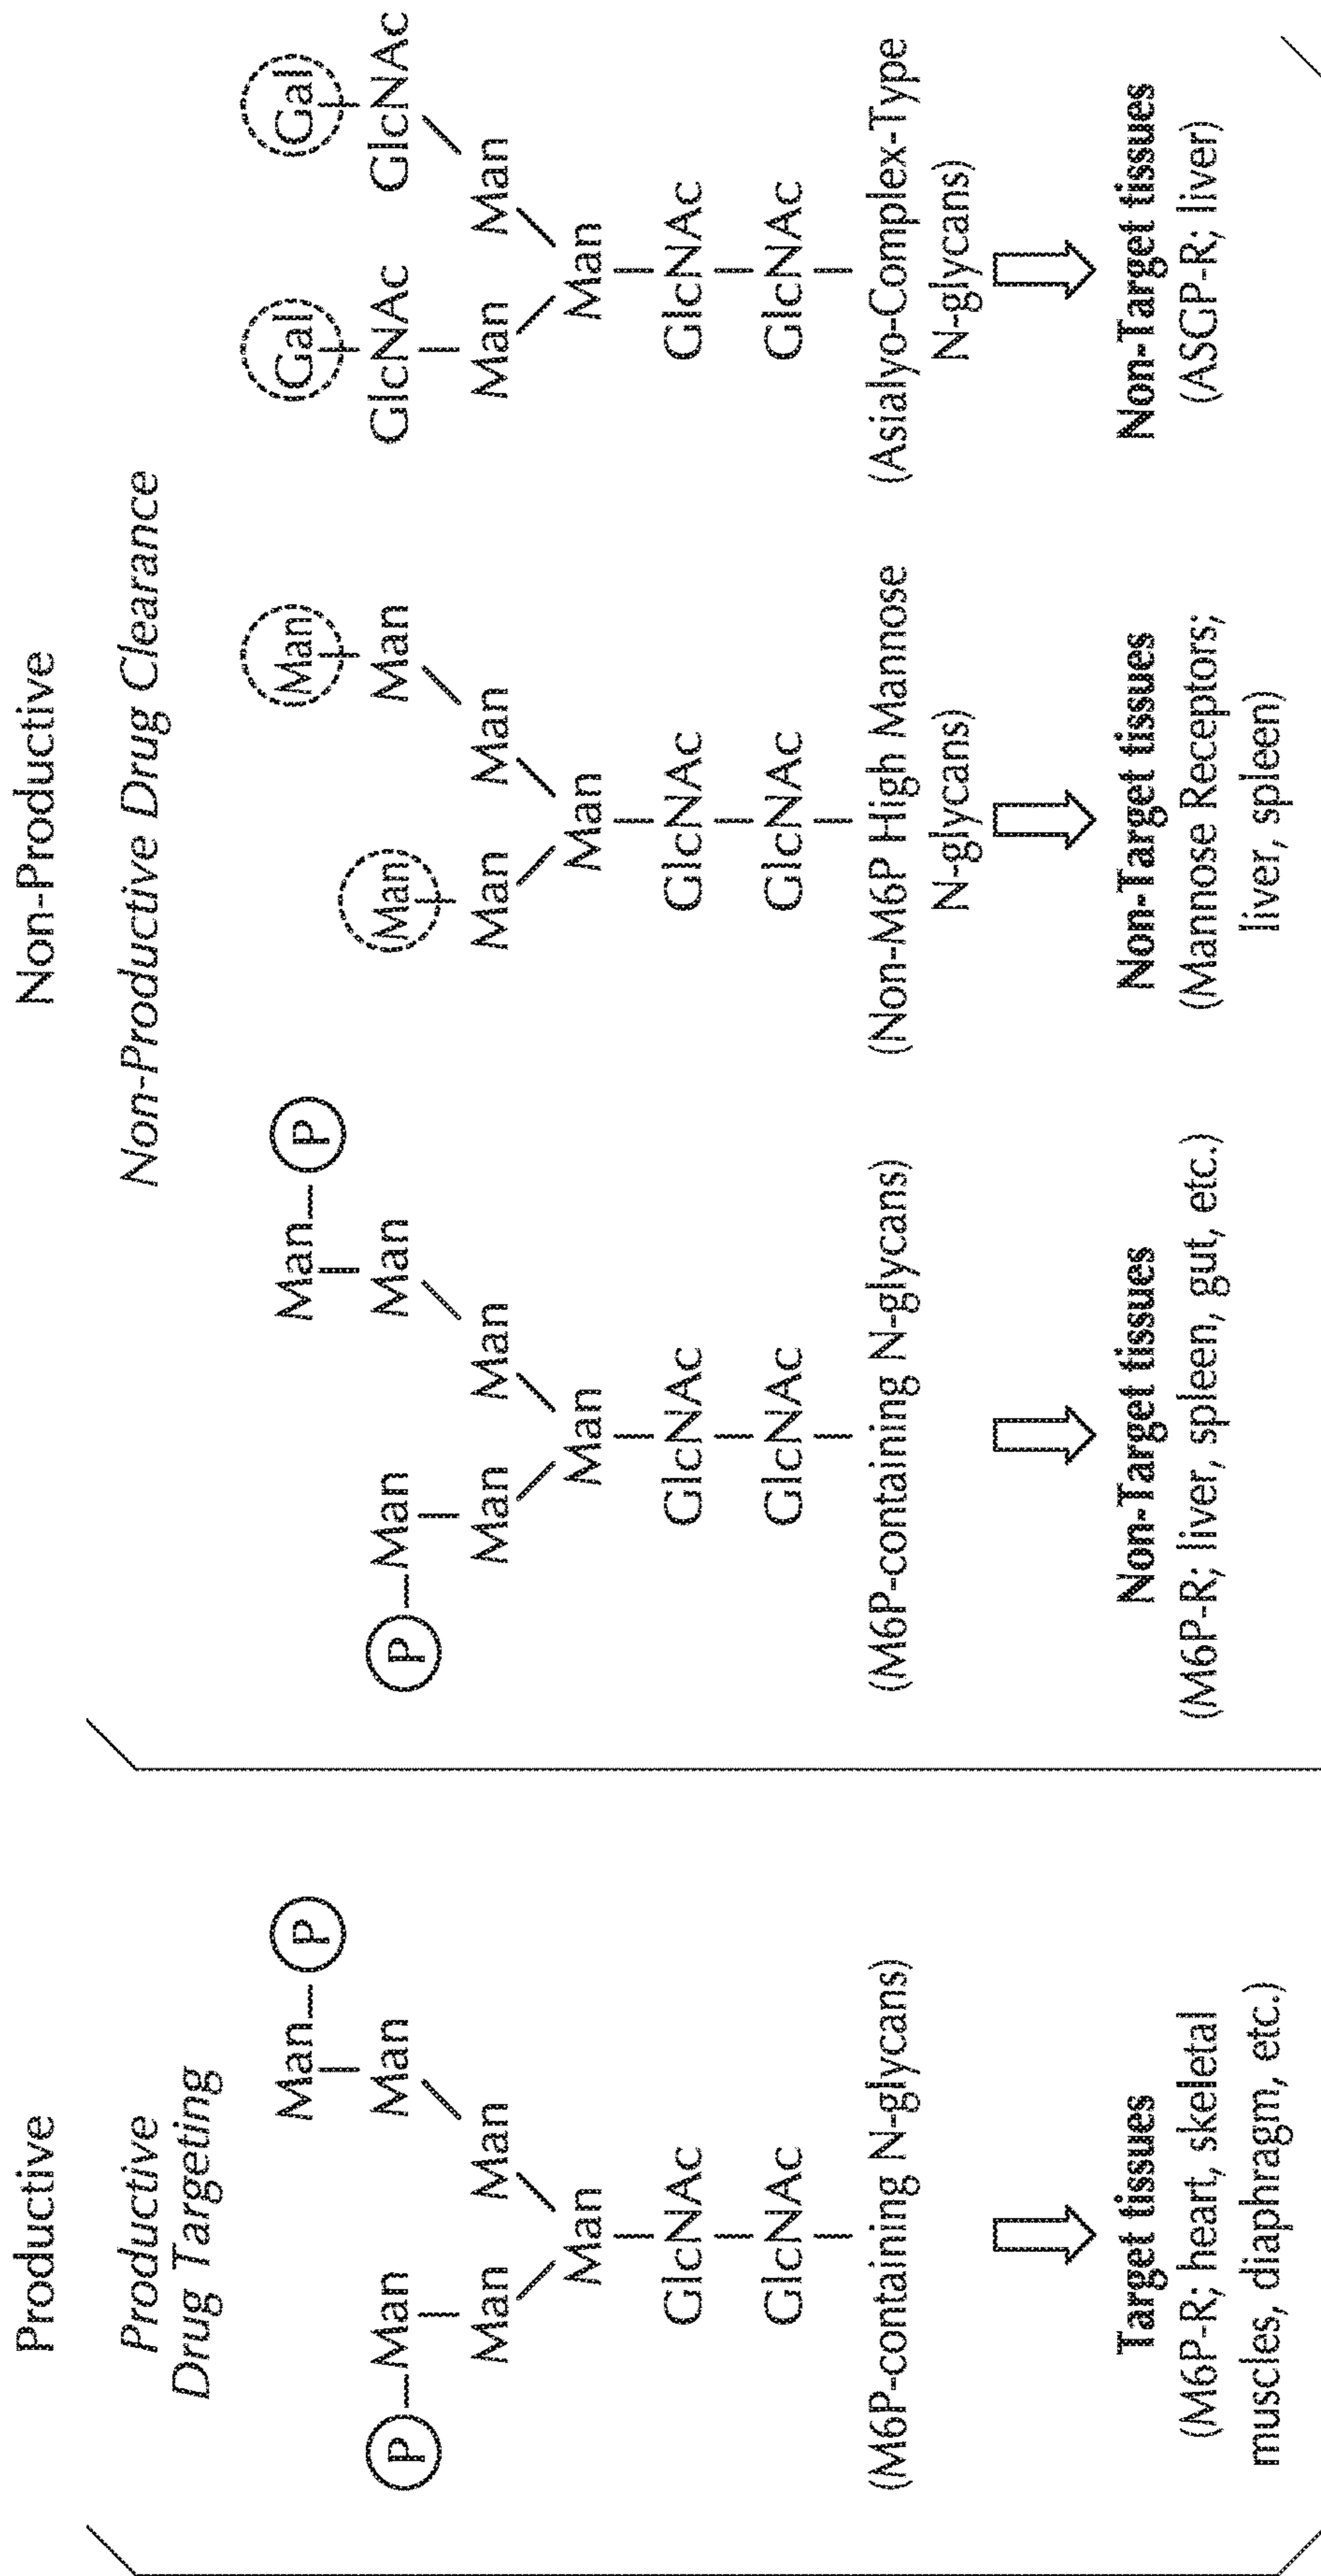 Productive
Productive
Drug Targeting
Man P
P Man Man
Man Man
Man
GlcNAc
GlcNAc
(M6P-containing N-glycans)
Target tissues
(M6P-R; heart, skeletal
muscles, diaphragm, etc.)
Non-Productive
Non-Productive Drug Clearance
Man P
P Man Man
Man Man
Man
GlcNAc
GlcNAc
(M6P-containing N-glycans)
Non-Target tissues
(M6P-R; liver, spleen, gut, etc.)
Man
Man Man
Man Man
Man
GlcNAc
GlcNAc
(Non-M6P High Mannose
N-glycans)
Non-Target tissues
(Mannose Receptors;
liver, spleen)
Gal Gal
GlcNAc GlcNAc
Man Man
Man
GlcNAc
GlcNAc
(Asialyo-Complex-Type
N-glycans)
Non-Target tissues
(ASGP-R; liver)